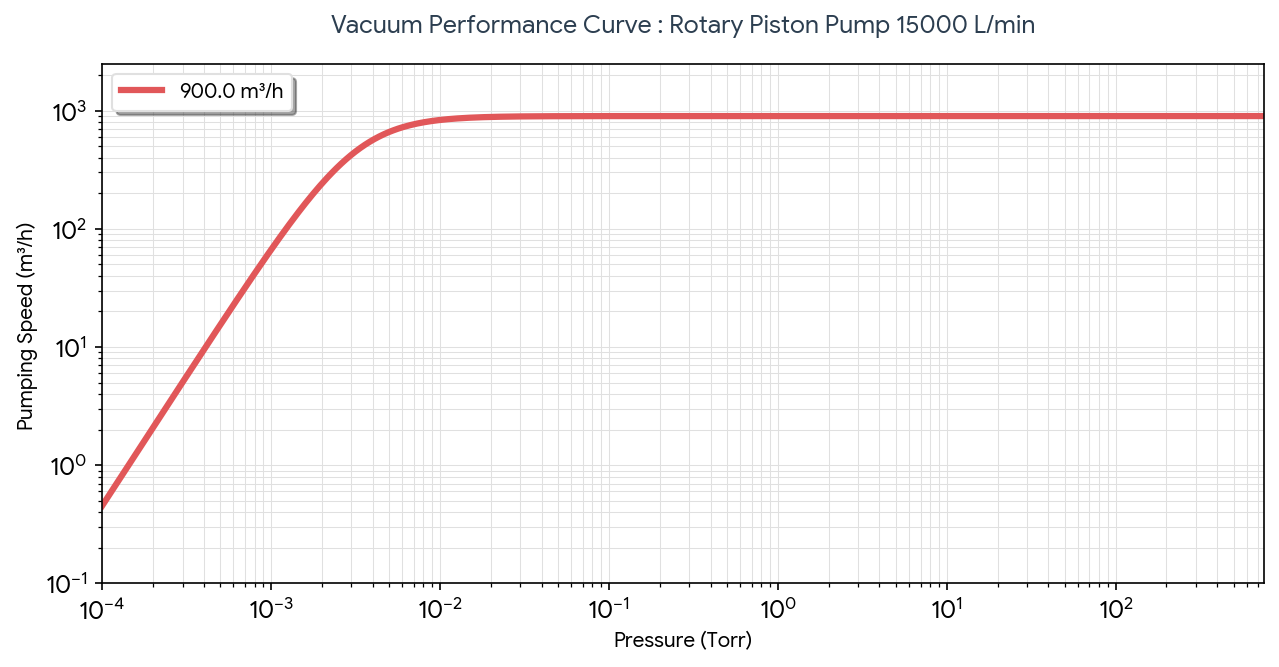 Vacuum Performance Curve : Rotary Piston Pump 15000 L/min
900.0 m³/h
10³
10²
10¹
10⁰
10⁻¹
Pumping Speed (m³/h)
10⁻⁴ 10⁻³ 10⁻² 10⁻¹ 10⁰ 10¹ 10²
Pressure (Torr)